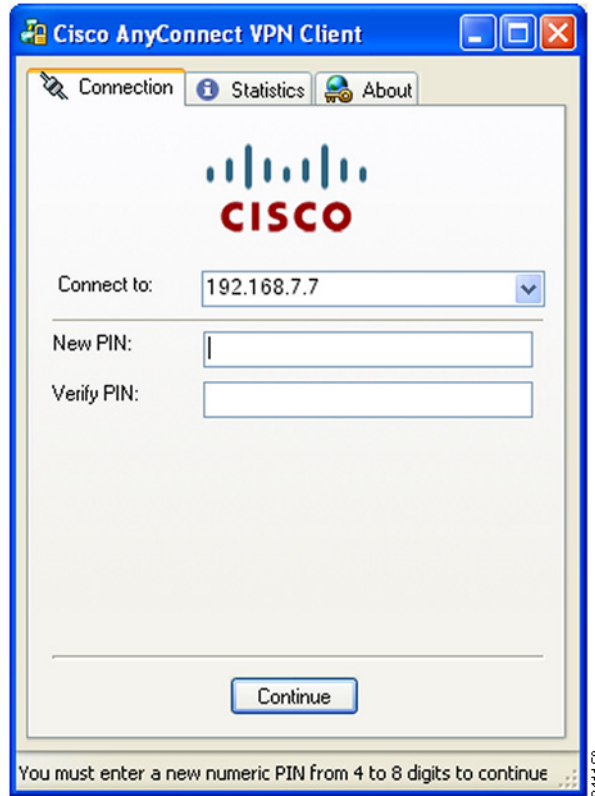 Cisco AnyConnect VPN Client
Connection Statistics About
CISCO
Connect to: 192.168.7.7
New PIN:
Verify PIN:
Continue
You must enter a new numeric PIN from 4 to 8 digits to continue